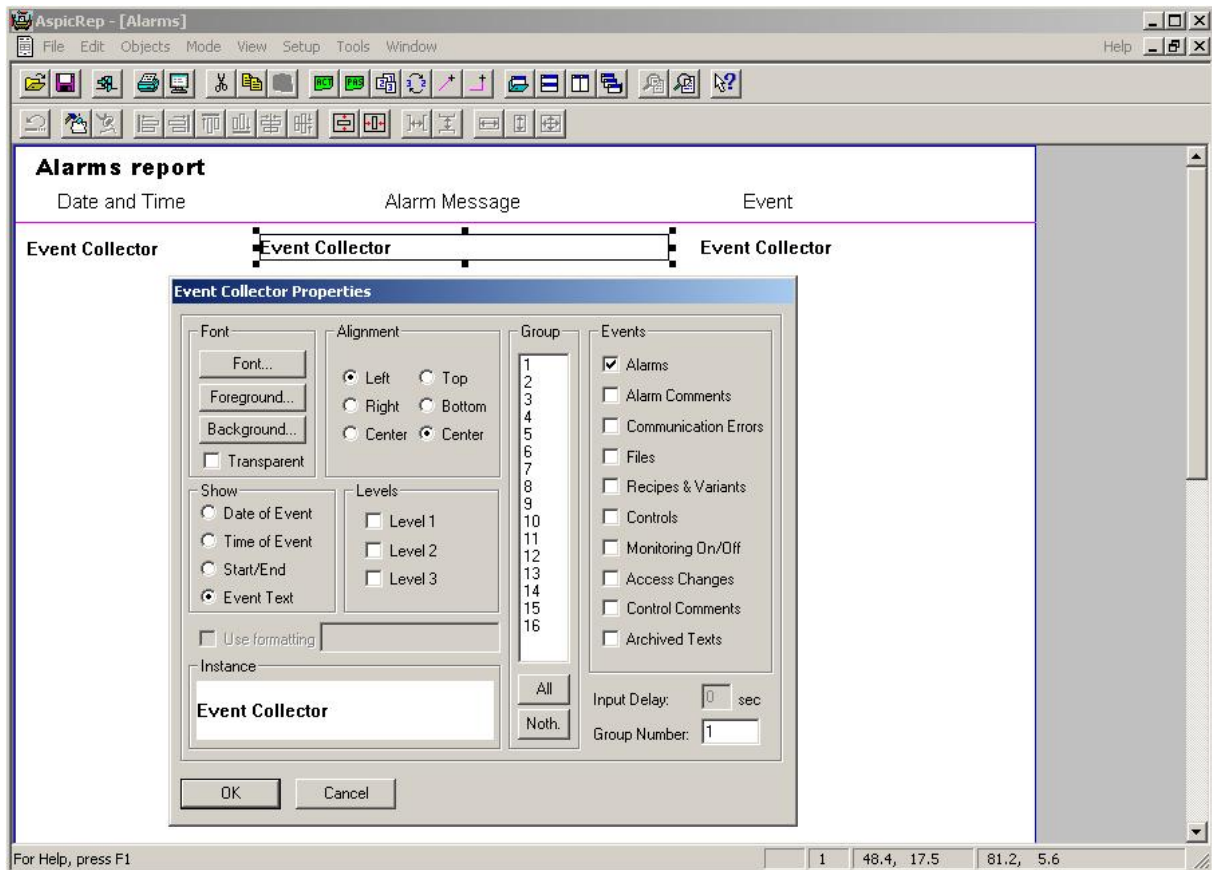 AspicRep - [Alarms]
File Edit Objects Mode View Setup Tools Window Help
Alarms report
Date and Time Alarm Message Event
Event Collector Event Collector Event Collector
Event Collector Properties
Font
Font...
Foreground...
Background...
Transparent
Alignment
Left Top
Right Bottom
Center Center
Show
Date of Event
Time of Event
Start/End
Event Text
Levels
Level 1
Level 2
Level 3
Use formatting
Instance
Event Collector
Group
1
2
3
4
5
6
7
8
9
10
11
12
13
14
15
16
All
Noth.
Events
Alarms
Alarm Comments
Communication Errors
Files
Recipes & Variants
Controls
Monitoring On/Off
Access Changes
Control Comments
Archived Texts
Input Delay: 0 sec
Group Number: 1
OK Cancel
For Help, press F1 1 48.4, 17.5 81.2, 5.6